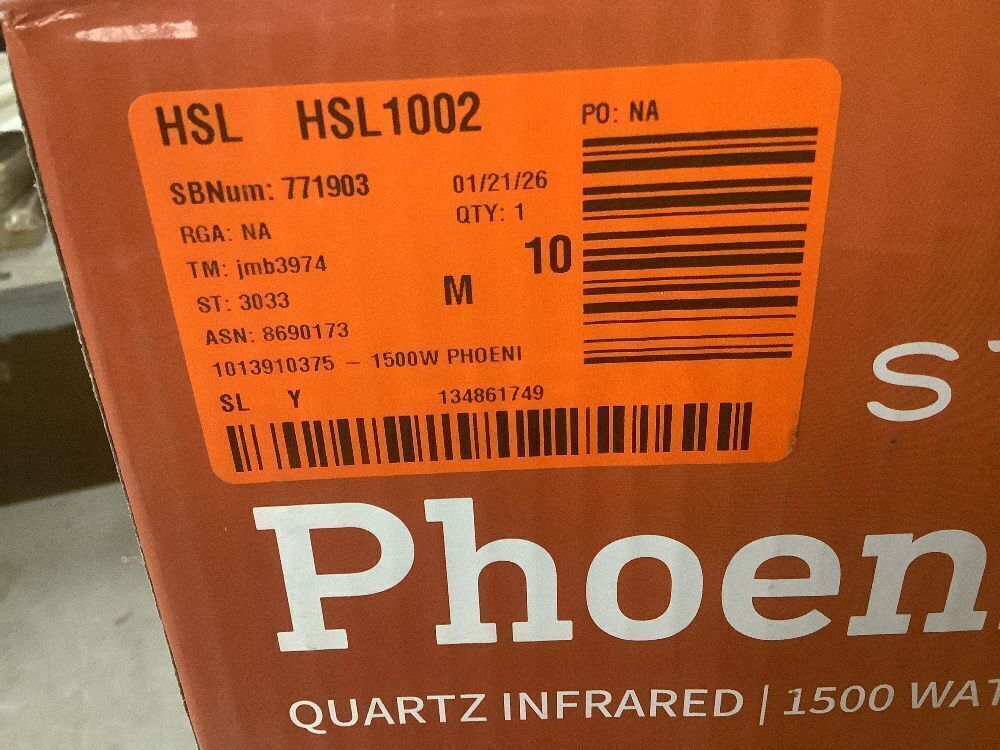 HSL HSL1002 PO: NA
SBNum: 771903 01/21/26
RGA: NA QTY: 1
TM: jmb3974 10
ST: 3033 M
ASN: 8690173
1013910375 - 1500W PHOENI
SL Y 134861749
Phoen
QUARTZ INFRARED | 1500 WAT